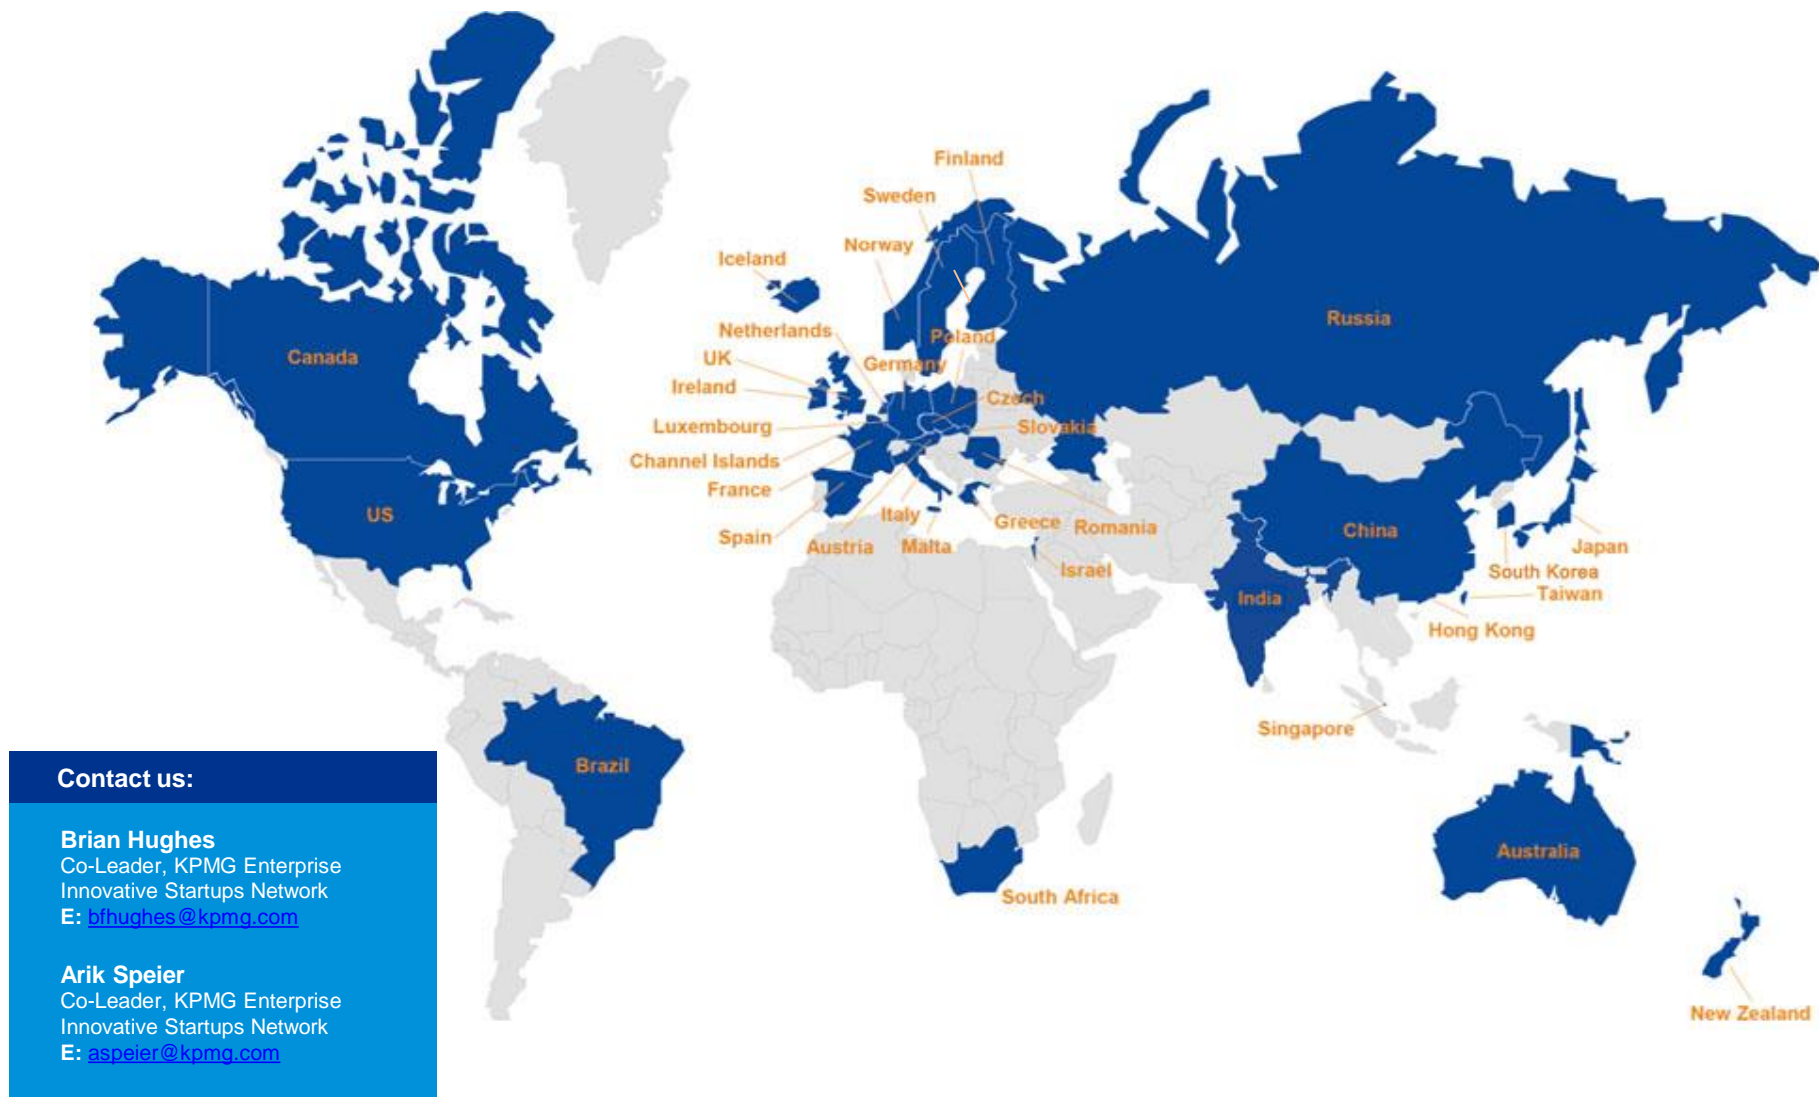 Finland
Sweden
Norway
Iceland
Russia
Netherlands
Poland
Canada
UK
Germany
Ireland
Czech
Luxembourg
Slovakia
Channel Islands
France
US
Italy
Greece
Romania
China
Spain
Austria
Malta
Japan
Israel
South Korea
India
Taiwan
Hong Kong
Singapore
Brazil
Contact us:
Brian Hughes
Co-Leader, KPMG Enterprise
Innovative Startups Network
E: bfhughes@kpmg.com
Arik Speier
Co-Leader, KPMG Enterprise
Innovative Startups Network
E: aspeier@kpmg.com
Australia
South Africa
New Zealand